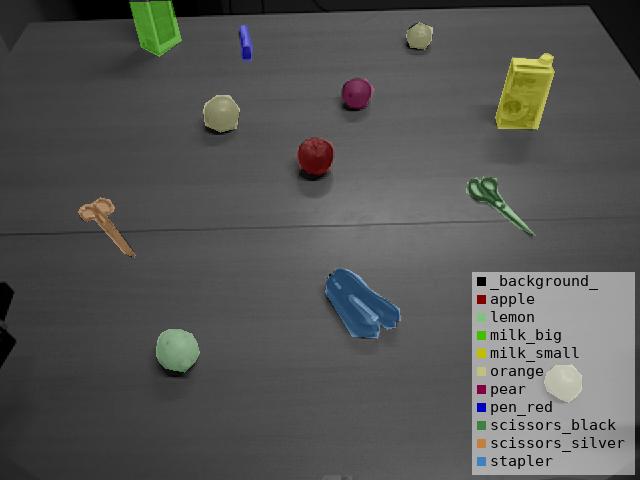 _background_
apple
lemon
milk_big
milk_small
orange
pear
pen_red
scissors_black
scissors_silver
stapler